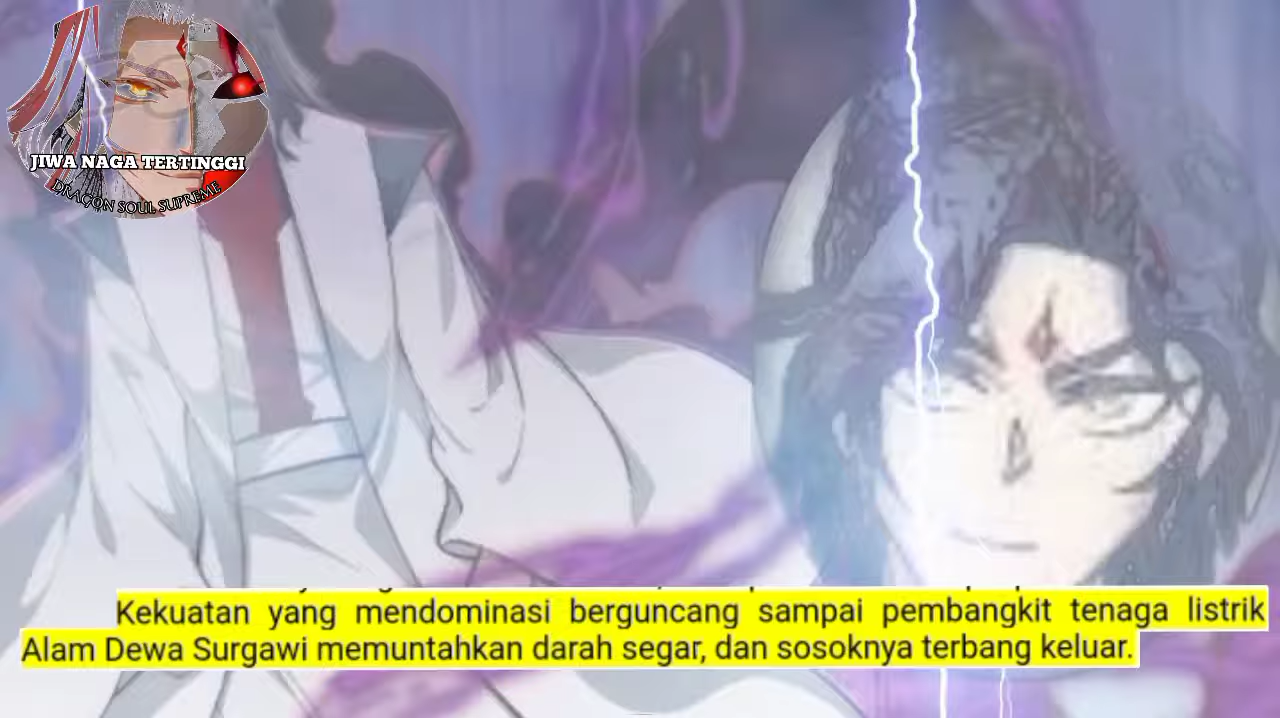 JIWA NAGA TERTINGGI
DRAGON SOUL SUPREME
Kekuatan yang mendominasi berguncang sampai pembangkit tenaga listrik
Alam Dewa Surgawi memuntahkan darah segar, dan sosoknya terbang keluar.